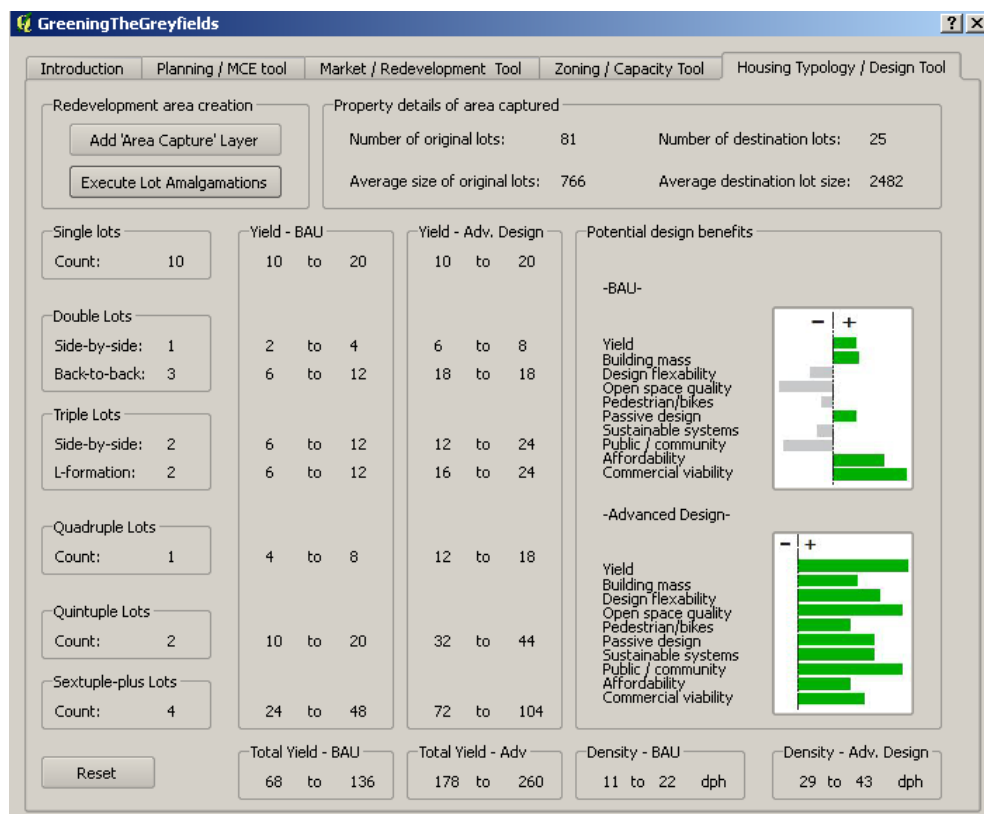 GreeningTheGreyfields
Introduction Planning / MCE tool Market / Redevelopment Tool Zoning / Capacity Tool Housing Typology / Design Tool
Redevelopment area creation
Add 'Area Capture' Layer
Execute Lot Amalgamations
Property details of area captured
Number of original lots: 81 Number of destination lots: 25
Average size of original lots: 766 Average destination lot size: 2482
Single lots Yield - BAU Yield - Adv. Design
Count: 10 10 to 20 10 to 20
Double Lots
Side-by-side: 1 2 to 4 6 to 8
Back-to-back: 3 6 to 12 18 to 18
Triple Lots
Side-by-side: 2 6 to 12 12 to 24
L-formation: 2 6 to 12 16 to 24
Quadruple Lots
Count: 1 4 to 8 12 to 18
Quintuple Lots
Count: 2 10 to 20 32 to 44
Sextuple-plus Lots
Count: 4 24 to 48 72 to 104
Potential design benefits
-BAU-
- +
Yield
Building mass
Design flexability
Open space quality
Pedestrian/bikes
Passive design
Sustainable systems
Public / community
Affordability
Commercial viability
-Advanced Design-
- +
Yield
Building mass
Design flexability
Open space quality
Pedestrian/bikes
Passive design
Sustainable systems
Public / community
Affordability
Commercial viability
Reset
Total Yield - BAU Total Yield - Adv Density - BAU Density - Adv. Design
68 to 136 178 to 260 11 to 22 dph 29 to 43 dph